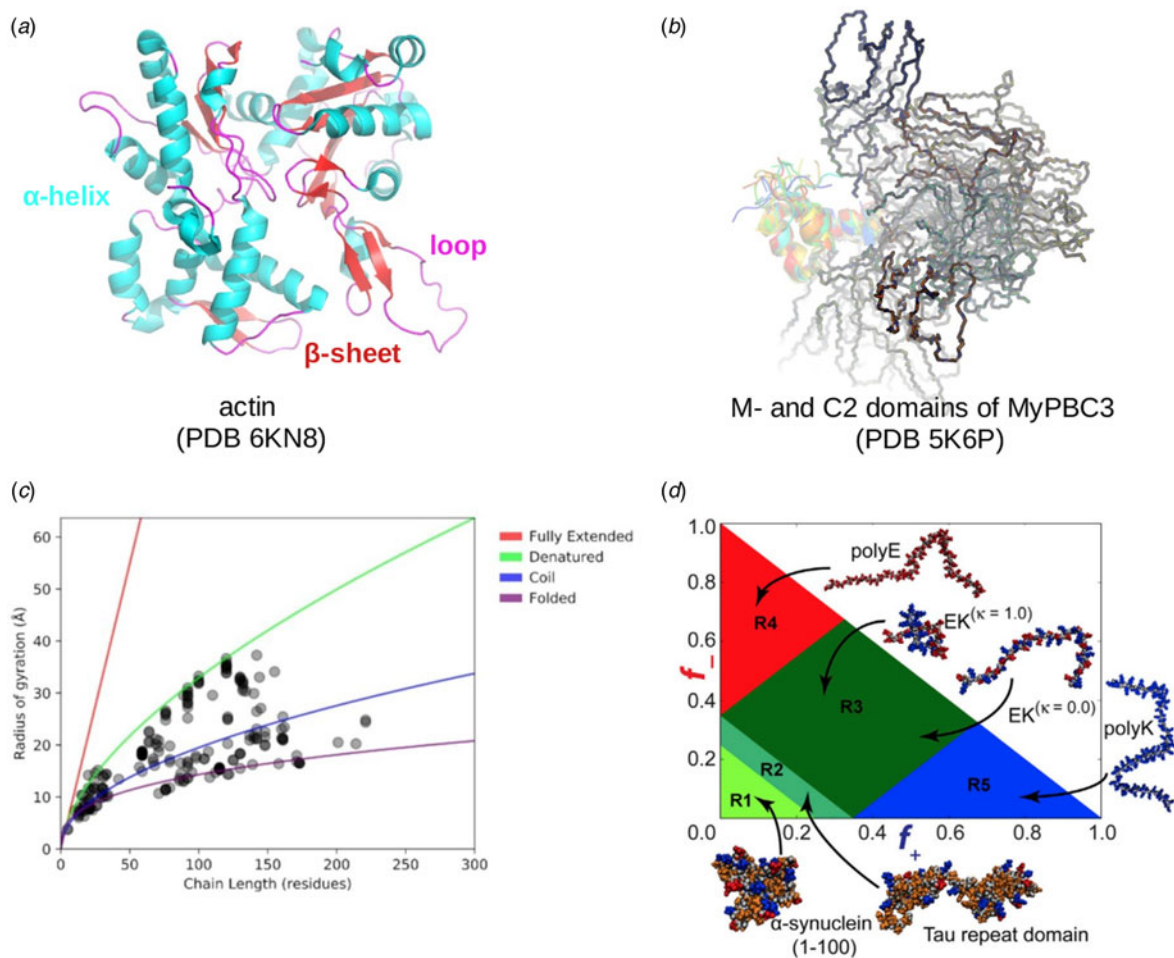 (a)
α-helix
loop
β-sheet
actin
(PDB 6KN8)
(b)
M- and C2 domains of MyPBC3
(PDB 5K6P)
(c)
Radius of gyration (Å)
60
50
40
30
20
10
0
0
50
100
150
200
250
300
Chain Length (residues)
Fully Extended
Denatured
Coil
Folded
(d)
f_
1.0
0.8
0.6
0.4
0.2
0.0
0.2
0.4
0.6
0.8
1.0
f+
R4
R3
R2
R1
R5
polyE
EK(κ = 1.0)
EK(κ = 0.0)
polyK
α-synuclein
(1-100)
Tau repeat domain